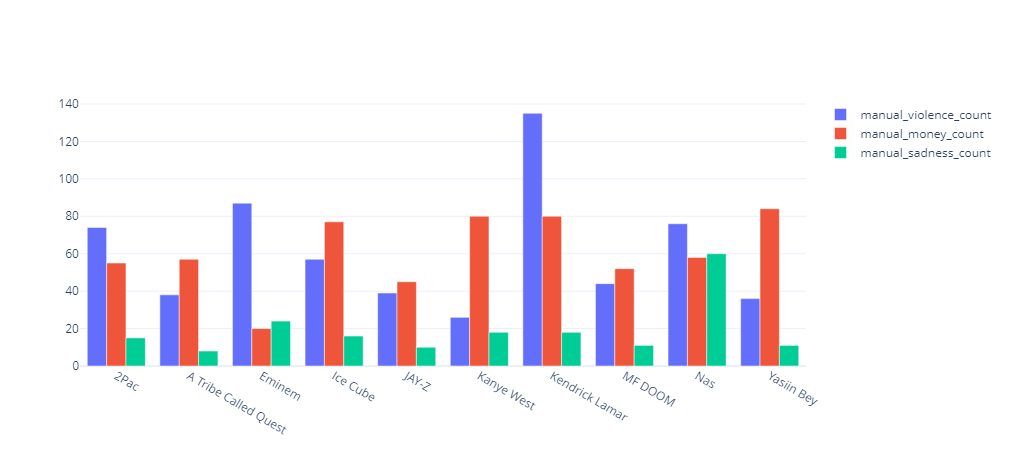 140
120
100
80
60
40
20
0
2Pac
A Tribe Called Quest
Eminem
Ice Cube
JAY-Z
Kanye West
Kendrick Lamar
MF DOOM
Nas
Yasiin Bey
manual_violence_count
manual_money_count
manual_sadness_count